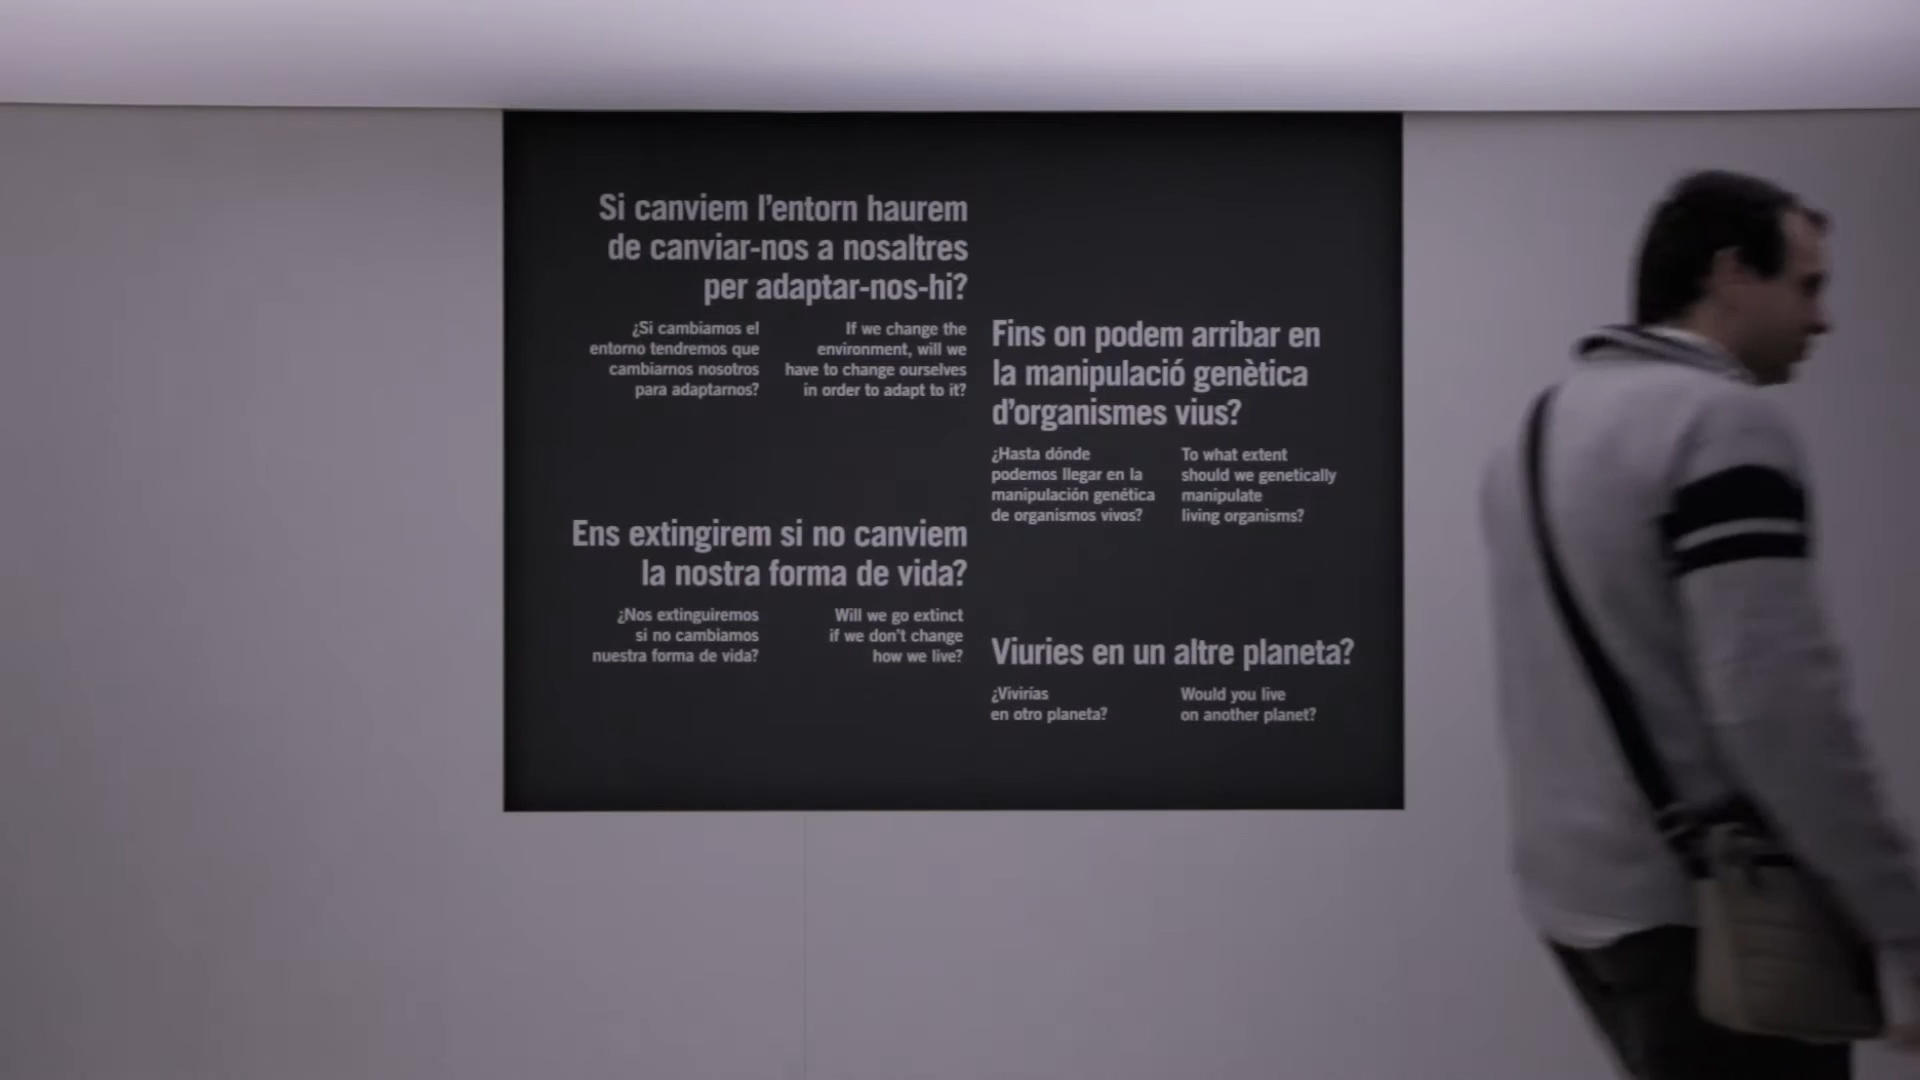 Si canviem l'entorn haurem
de canviar-nos a nosaltres
per adaptar-nos-hi?
¿Si cambiamos el
entorno tendremos que
cambiarnos nosotros
para adaptarnos?
If we change the
environment, will we
have to change ourselves
in order to adapt to it?
Ens extingirem si no canviem
la nostra forma de vida?
¿Nos extinguiremos
si no cambiamos
nuestra forma de vida?
Will we go extinct
if we don't change
how we live?
Fins on podem arribar en
la manipulació genètica
d'organismes vius?
¿Hasta dónde
podemos llegar en la
manipulación genética
de organismos vivos?
To what extent
should we genetically
manipulate
living organisms?
Viuries en un altre planeta?
¿Vivirías
en otro planeta?
Would you live
on another planet?